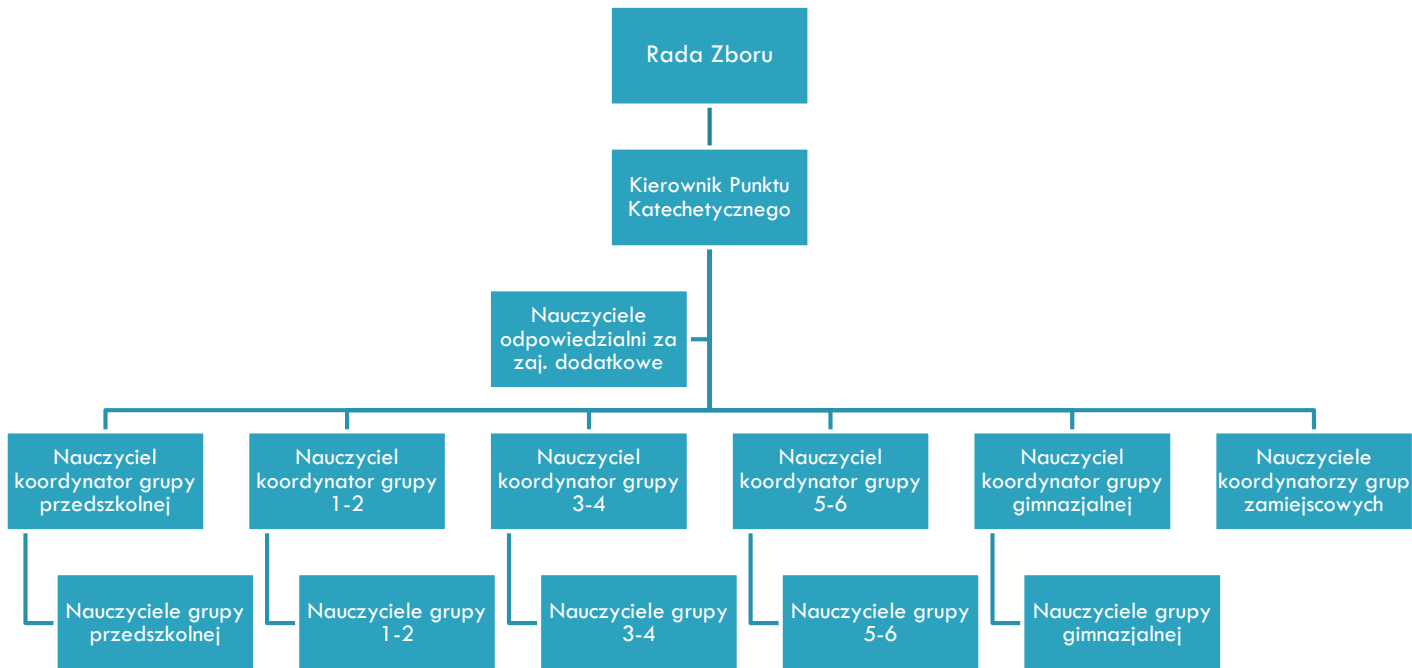 Rada Zboru
Kierownik Punktu
Katechetycznego
Nauczyciele
odpowiedzialni za
zaj. dodatkowe
Nauczyciel
koordynator grupy
przedszkolnej
Nauczyciel
koordynator grupy
1-2
Nauczyciel
koordynator grupy
3-4
Nauczyciel
koordynator grupy
5-6
Nauczyciel
koordynator grupy
gimnazjalnej
Nauczyciele
koordynatorzy grup
zamiejscowych
Nauczyciele grupy
przedszkolnej
Nauczyciele grupy
1-2
Nauczyciele grupy
3-4
Nauczyciele grupy
5-6
Nauczyciele grupy
gimnazjalnej